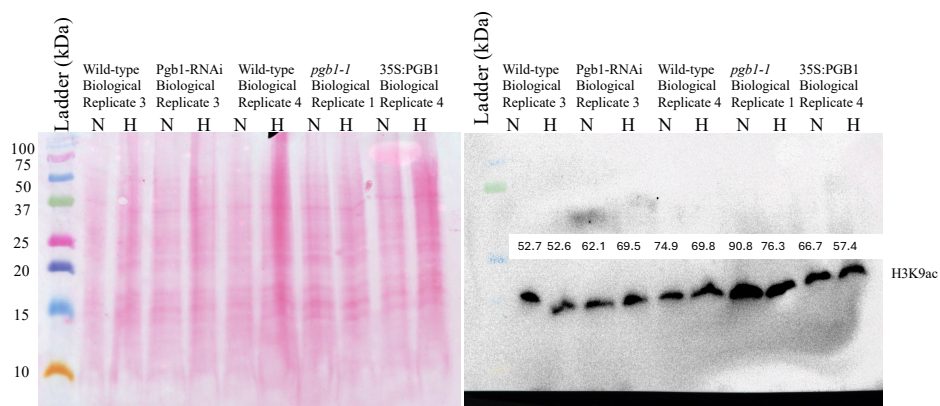 Ladder (kDa)
Wild-type Biological Replicate 3
Pgb1-RNAi Biological Replicate 3
Wild-type Biological Replicate 4
pgb1-1 Biological Replicate 1
35S:PGB1 Biological Replicate 4
N H N H N H N H N H
100
75
50
37
25
20
15
10
Ladder (kDa)
Wild-type Biological Replicate 3
Pgb1-RNAi Biological Replicate 3
Wild-type Biological Replicate 4
pgb1-1 Biological Replicate 1
35S:PGB1 Biological Replicate 4
N H N H N H N H N H
52.7 52.6 62.1 69.5 74.9 69.8 90.8 76.3 66.7 57.4
H3K9ac